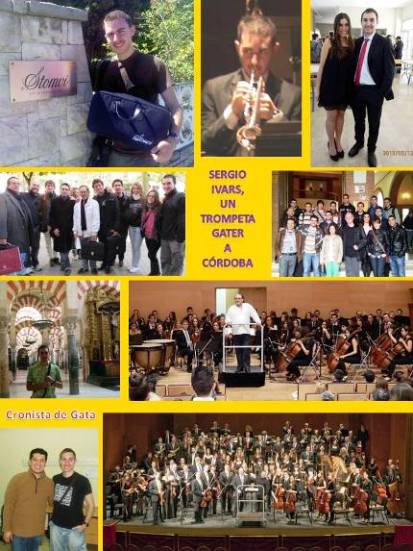 Stomvi
SERGIO
IVARS,
UN
TROMPETA
GATER
A
CÓRDOBA
Cronista de Gata